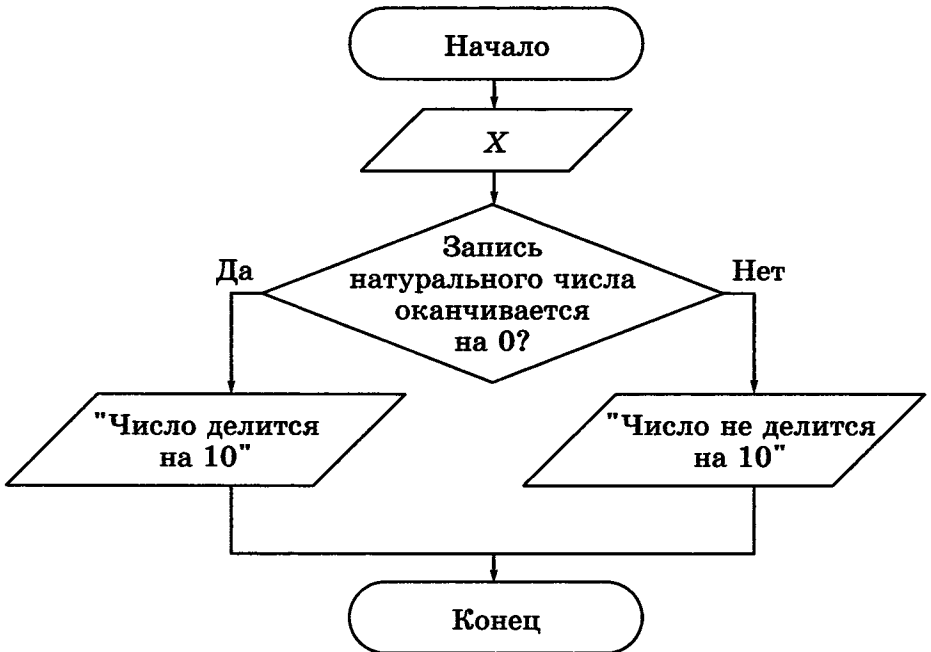 Начало
X
Запись
натурального числа
оканчивается
на 0?
Да
Нет
"Число делится
на 10"
"Число не делится
на 10"
Конец